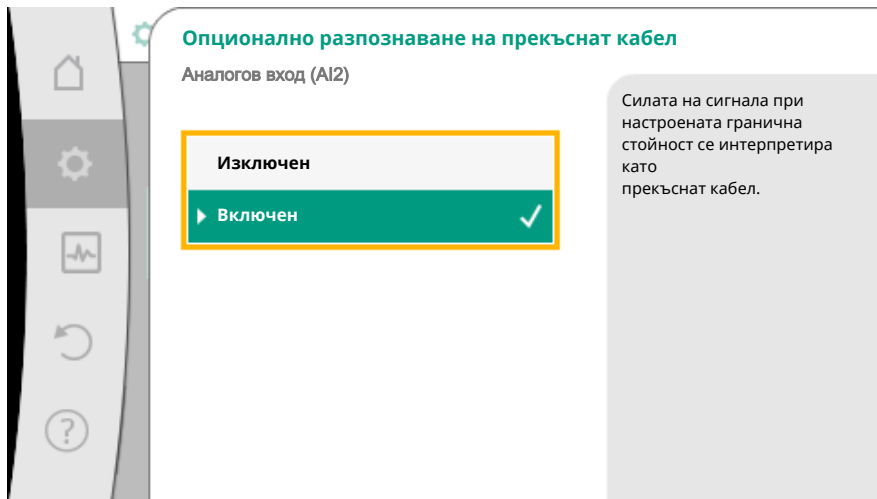 Опционално разпознаване на прекъснат кабел
Аналогов вход (AI2)
Изключен
Включен
Силата на сигнала при
настроената гранична
стойност се интерпретира
като
прекъснат кабел.